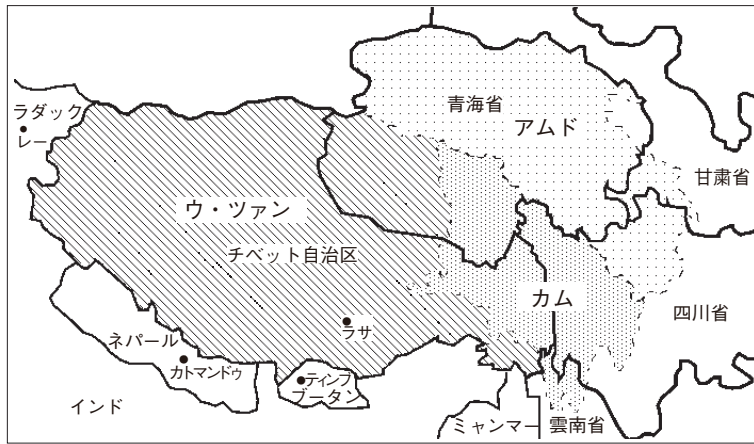 青海省
アムド
ラダック
レー
甘粛省
ウ・ツァン
チベット自治区
カム
四川省
ラサ
ネパール
カトマンドゥ
ティンプ
ブータン
インド
ミャンマー
雲南省